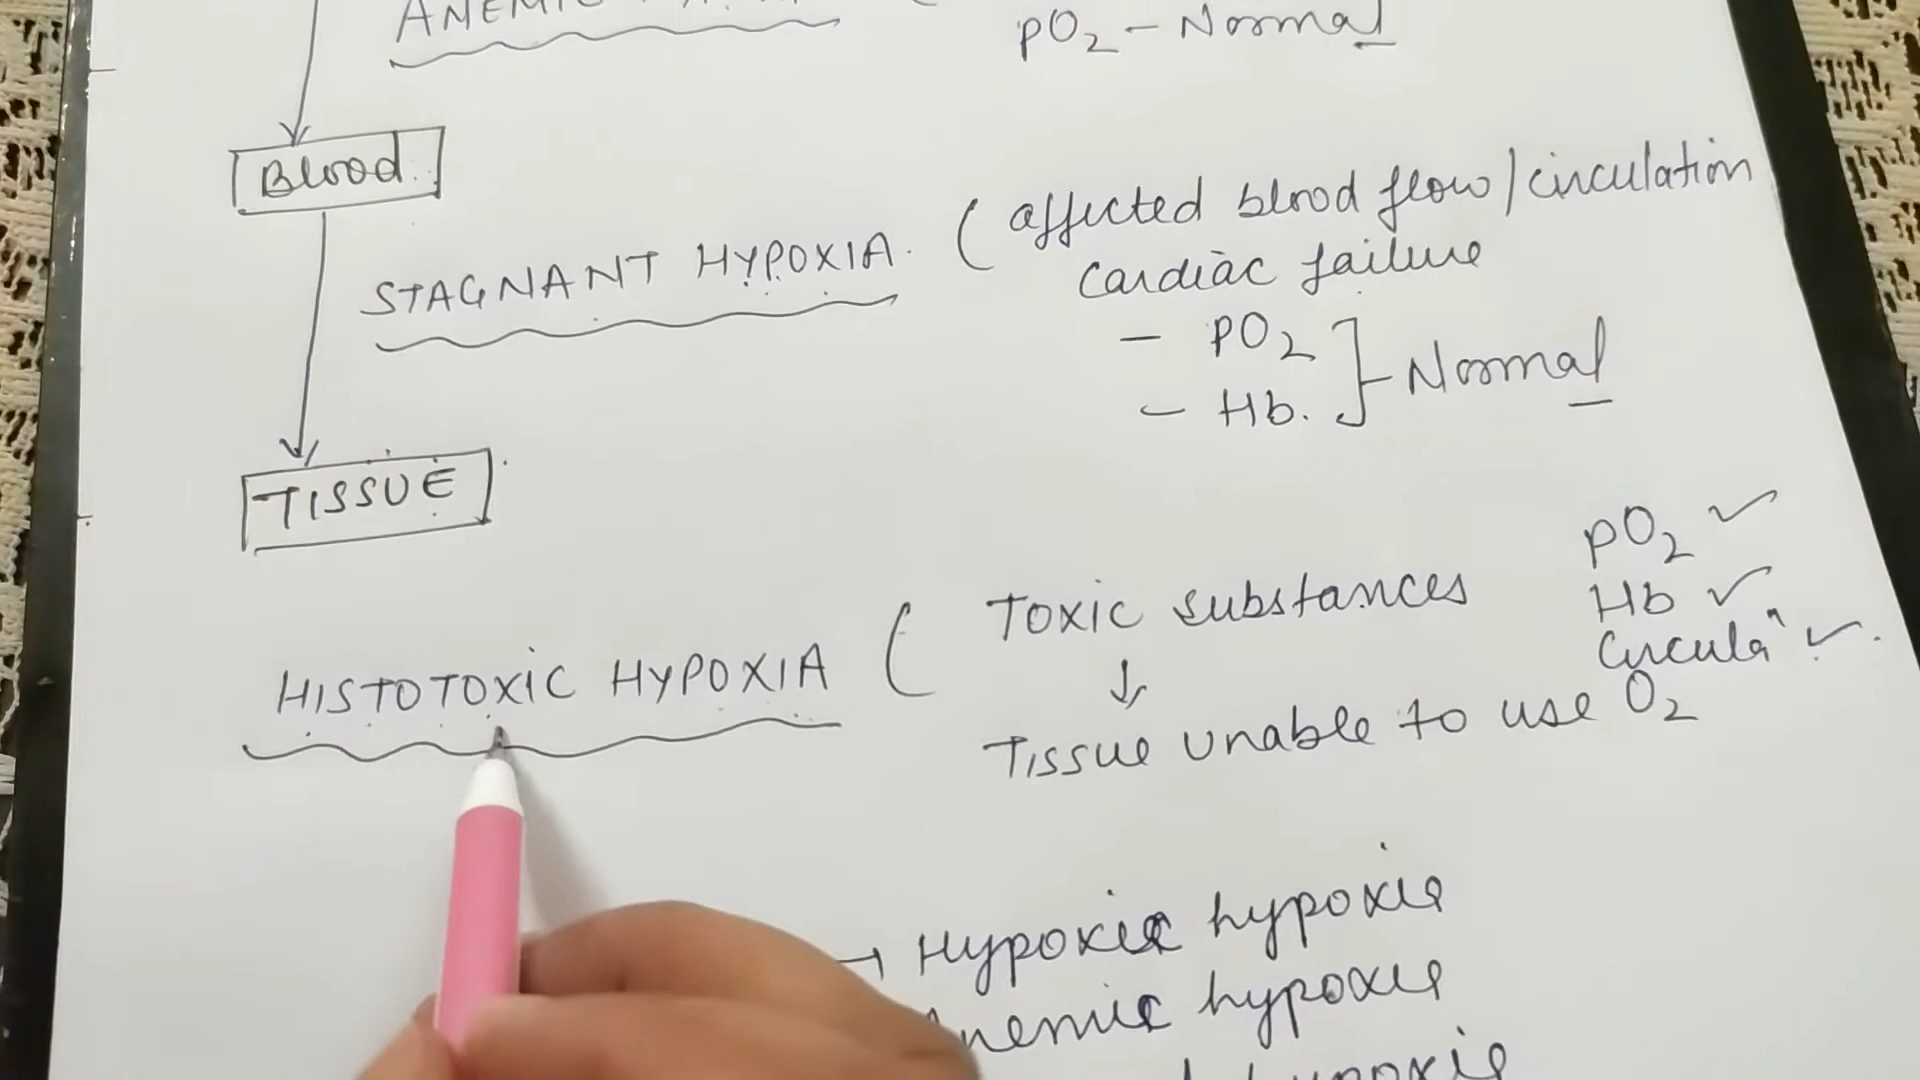 ANEMIC
PO2 - Normal
Blood
STAGNANT HYPOXIA. ( affected blood flow / circulation
cardiac failure
- PO2
- Hb. ] - Normal
TISSUE
PO2 ✓
Hb ✓
HISTOTOXIC HYPOXIA ( Toxic substances
↓
Tissue unable to use O2
→ Hypoxic hypoxia
hypoxia